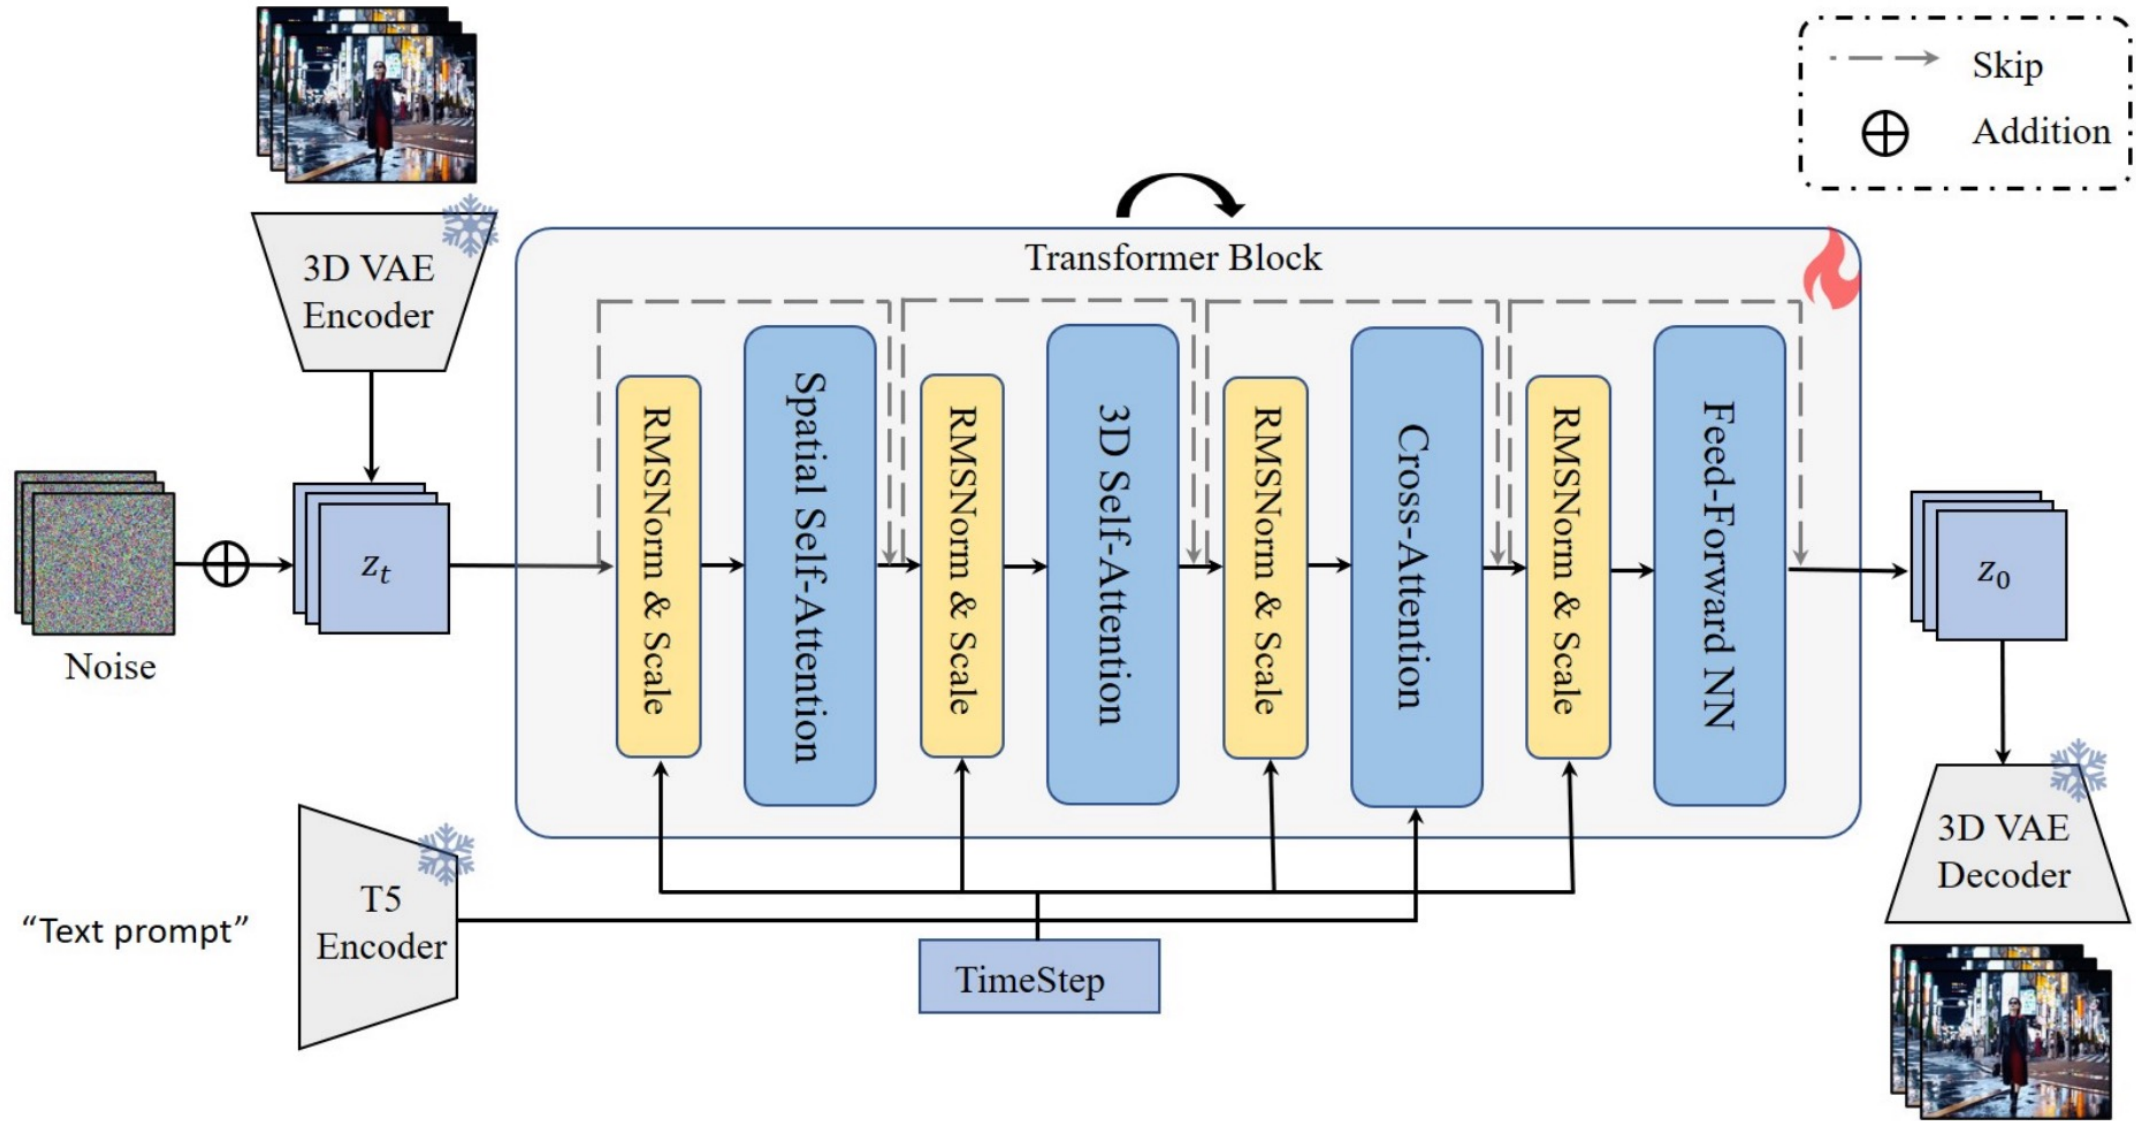 Skip
Addition
3D VAE
Encoder
Transformer Block
RMSNorm & Scale
Spatial Self-Attention
RMSNorm & Scale
3D Self-Attention
RMSNorm & Scale
Cross-Attention
RMSNorm & Scale
Feed-Forward NN
Noise
z_t
z_0
3D VAE
Decoder
"Text prompt"
T5
Encoder
TimeStep